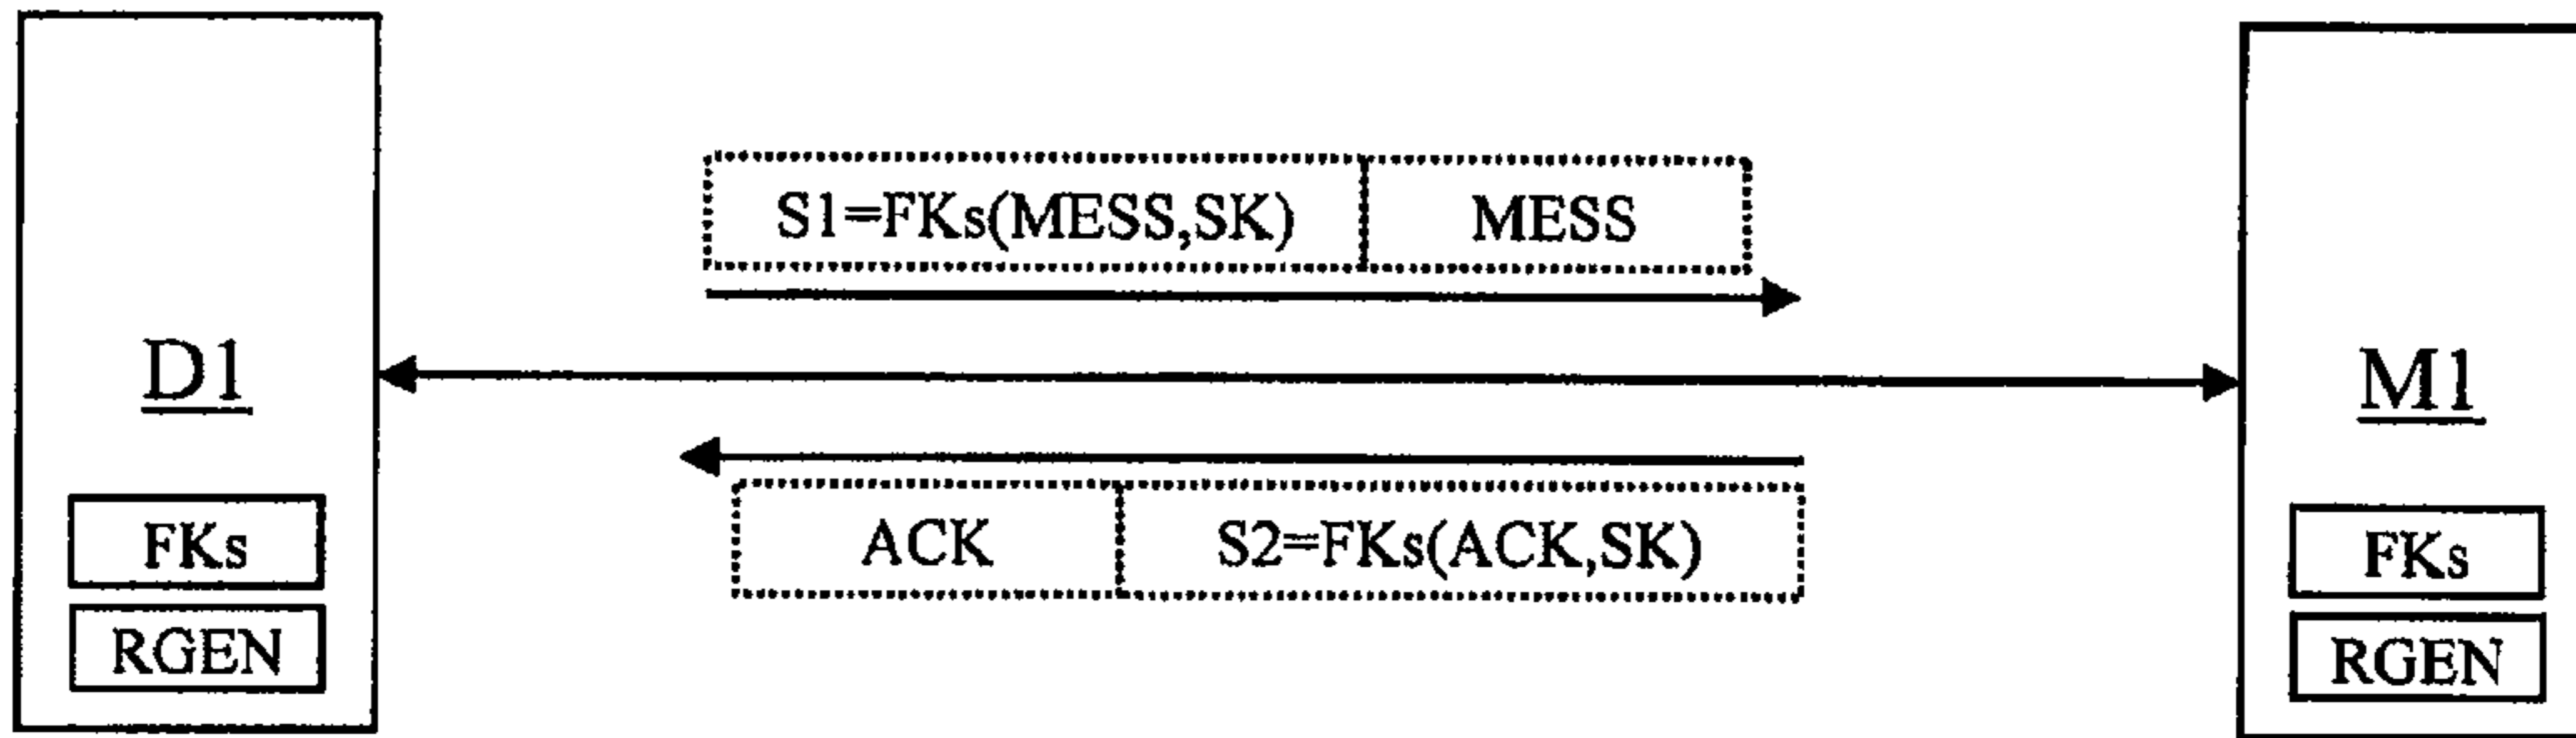 S1=FKs(MESS,SK) MESS
D1
M1
ACK S2=FKs(ACK,SK)
FKs
FKs
RGEN
RGEN